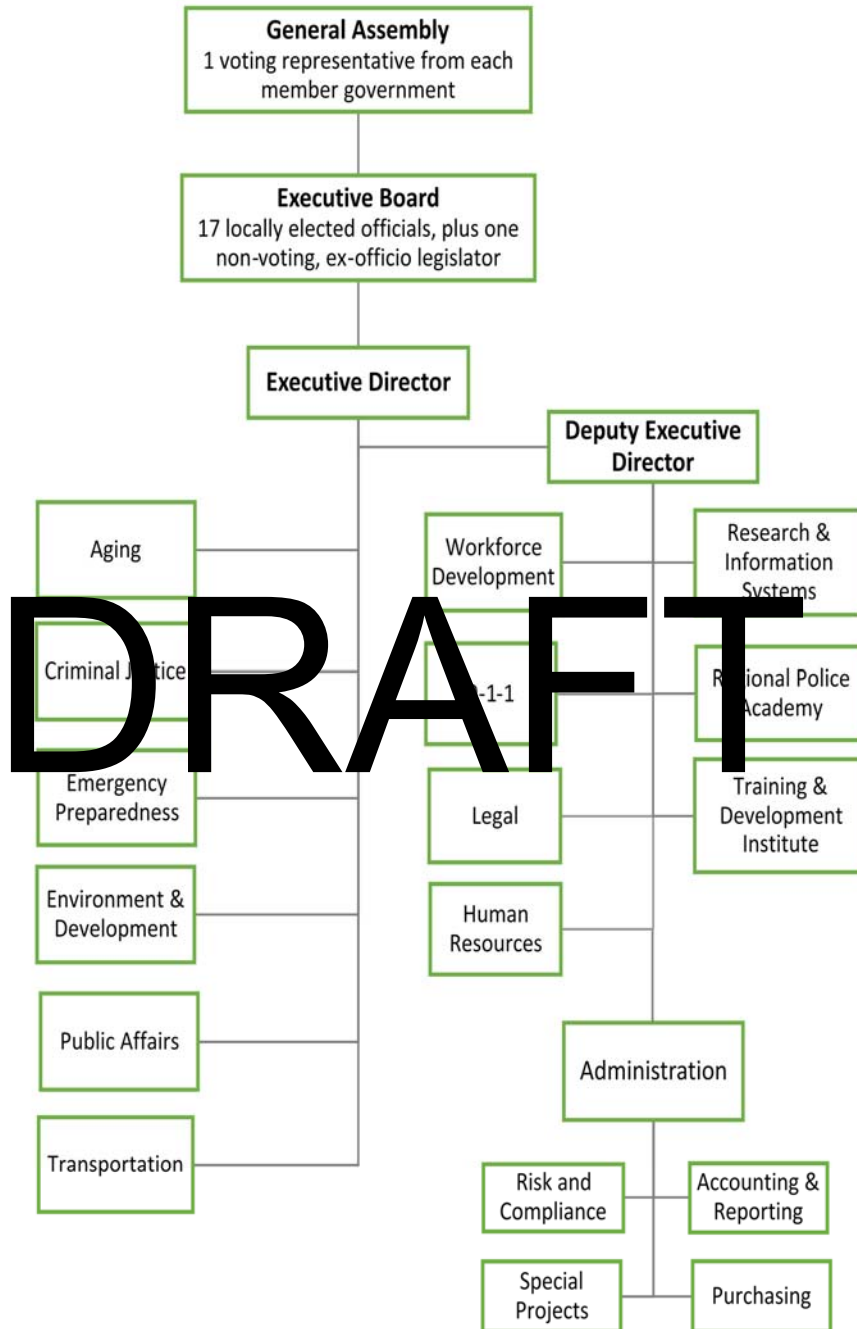 General Assembly
1 voting representative from each
member government
Executive Board
17 locally elected officials, plus one
non-voting, ex-officio legislator
Executive Director
Deputy Executive
Director
Aging
Criminal Justice
Emergency
Preparedness
Environment &
Development
Public Affairs
Transportation
Workforce
Development
9-1-1
Legal
Human
Resources
Research &
Information
Systems
Regional Police
Academy
Training &
Development
Institute
Administration
Risk and
Compliance
Accounting &
Reporting
Special
Projects
Purchasing
DRAFT